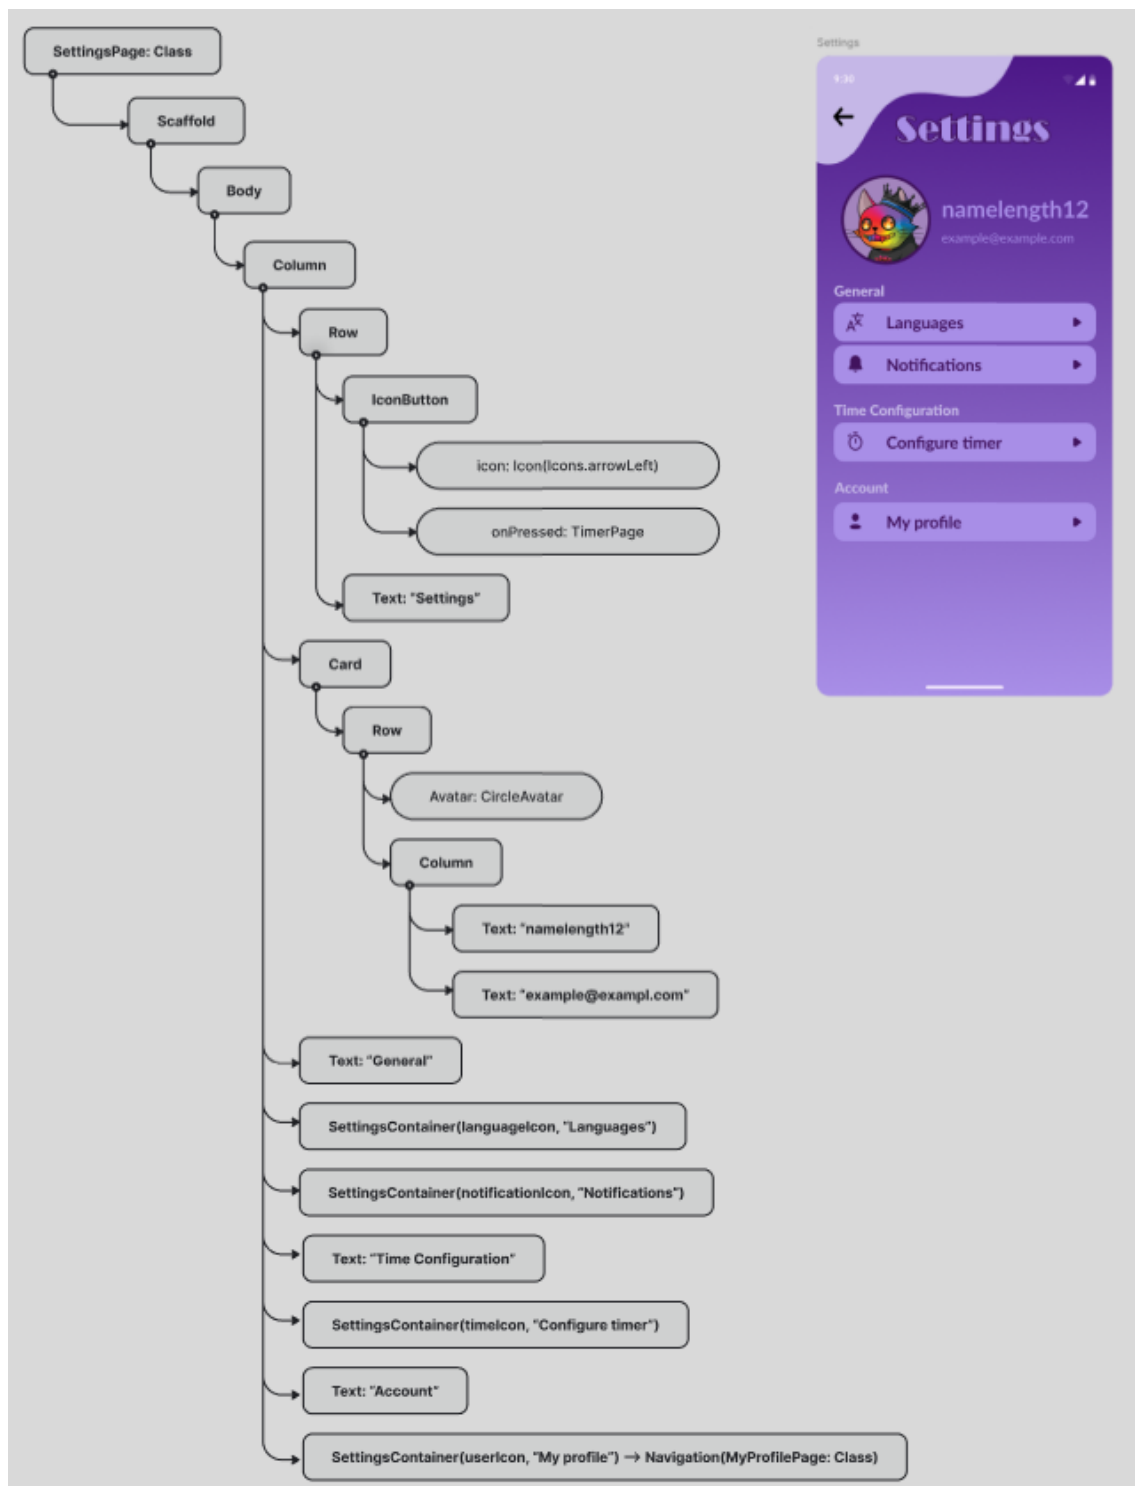 SettingsPage: Class
Scaffold
Body
Column
Row
IconButton
icon: Icon(Icons.arrowLeft)
onPressed: TimerPage
Text: "Settings"
Card
Row
Avatar: CircleAvatar
Column
Text: "namelength12"
Text: "example@exampl.com"
Text: "General"
SettingsContainer(languageIcon, "Languages")
SettingsContainer(notificationIcon, "Notifications")
Text: "Time Configuration"
SettingsContainer(timeIcon, "Configure timer")
Text: "Account"
SettingsContainer(userIcon, "My profile") → Navigation(MyProfilePage: Class)
Settings
9:30
Settings
namelength12
example@example.com
General
Languages
Notifications
Time Configuration
Configure timer
Account
My profile